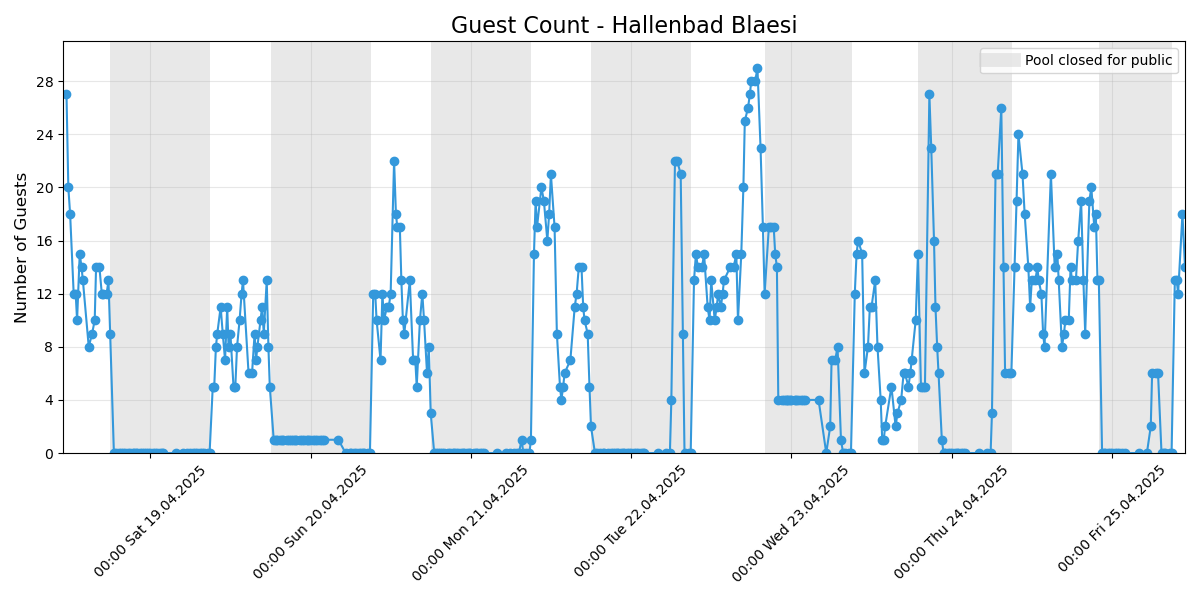 Guest Count - Hallenbad Blaesi
Pool closed for public
Number of Guests
28
24
20
16
12
8
4
0
00:00 Sat 19.04.2025
00:00 Sun 20.04.2025
00:00 Mon 21.04.2025
00:00 Tue 22.04.2025
00:00 Wed 23.04.2025
00:00 Thu 24.04.2025
00:00 Fri 25.04.2025